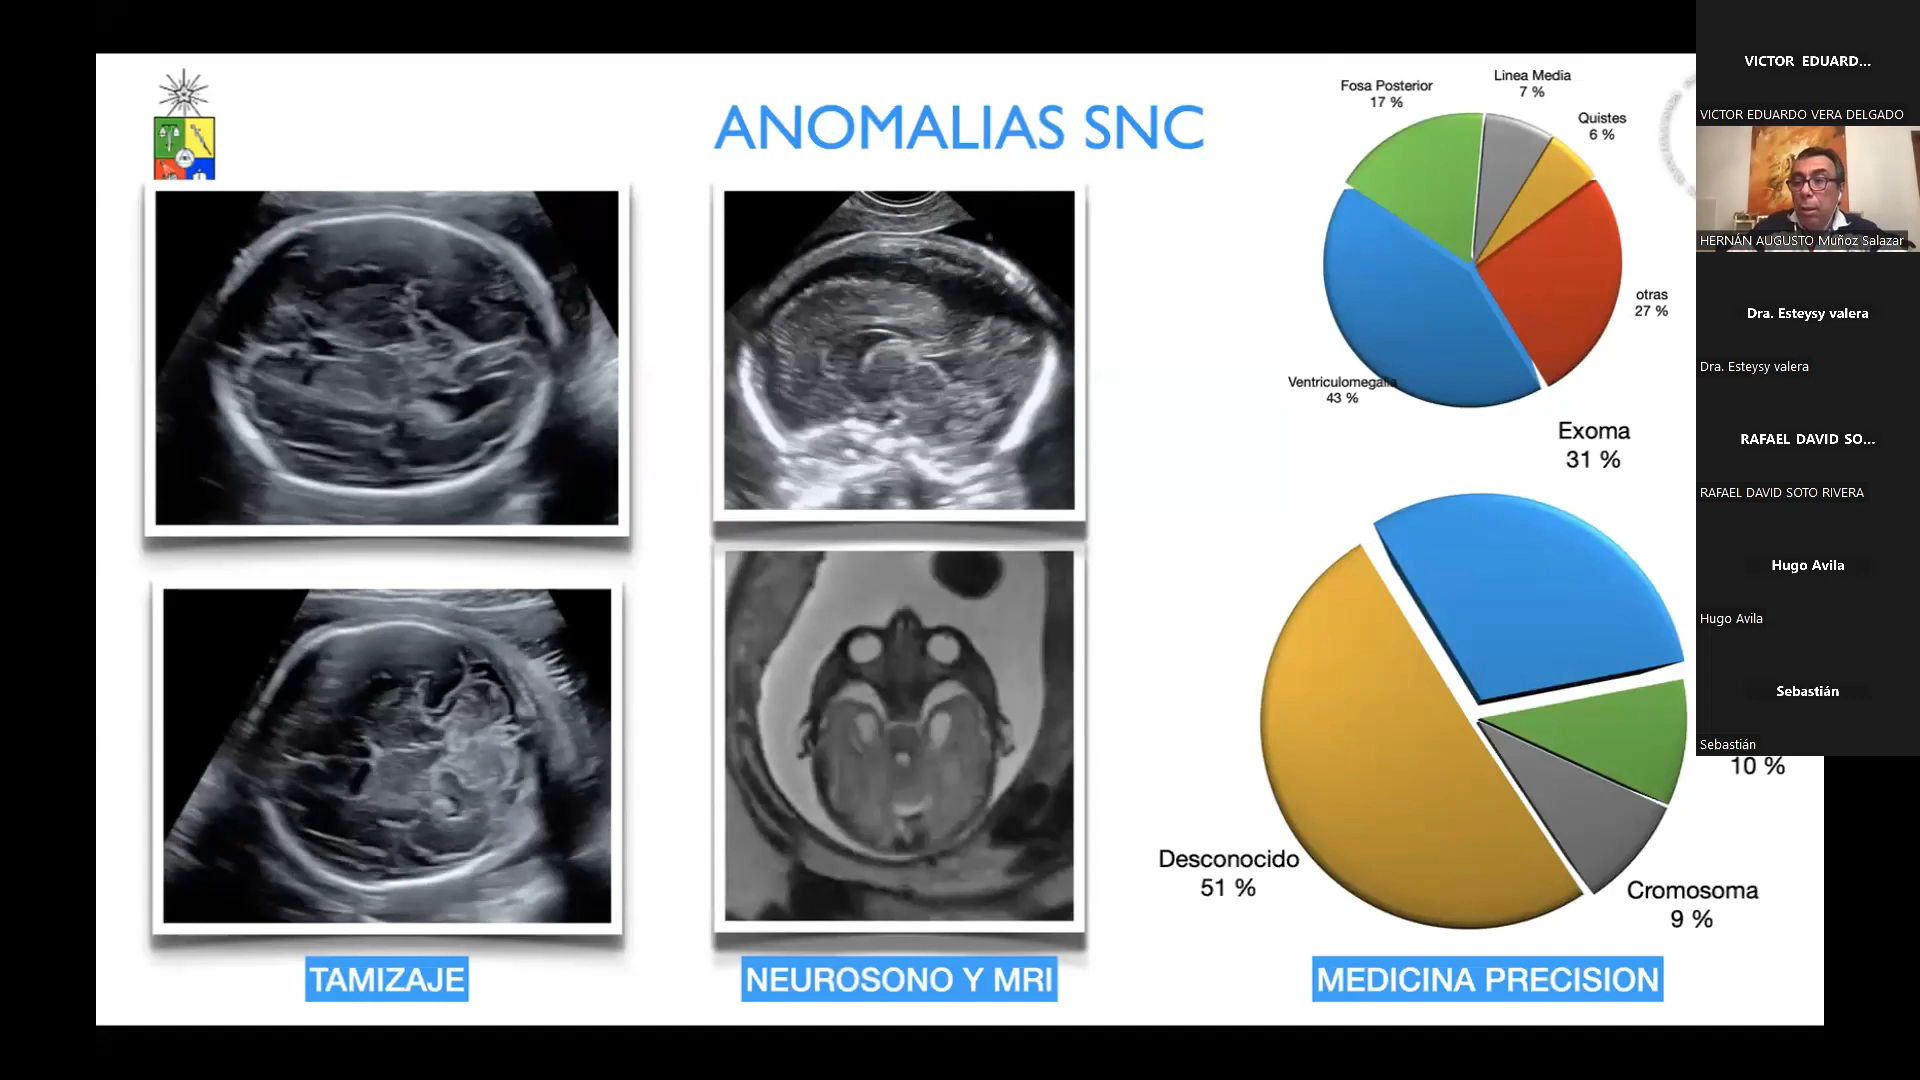 ANOMALIAS SNC
Fosa Posterior
17 %
Linea Media
7 %
Quistes
6 %
otras
27 %
Ventriculomegalia
43 %
Exoma
31 %
10 %
Desconocido
51 %
Cromosoma
9 %
TAMIZAJE
NEUROSONO Y MRI
MEDICINA PRECISION
VICTOR EDUARD...
VICTOR EDUARDO VERA DELGADO
HERNÁN AUGUSTO Muñoz Salazar
Dra. Esteysy valera
Dra. Esteysy valera
RAFAEL DAVID SO...
RAFAEL DAVID SOTO RIVERA
Hugo Avila
Hugo Avila
Sebastián
Sebastián